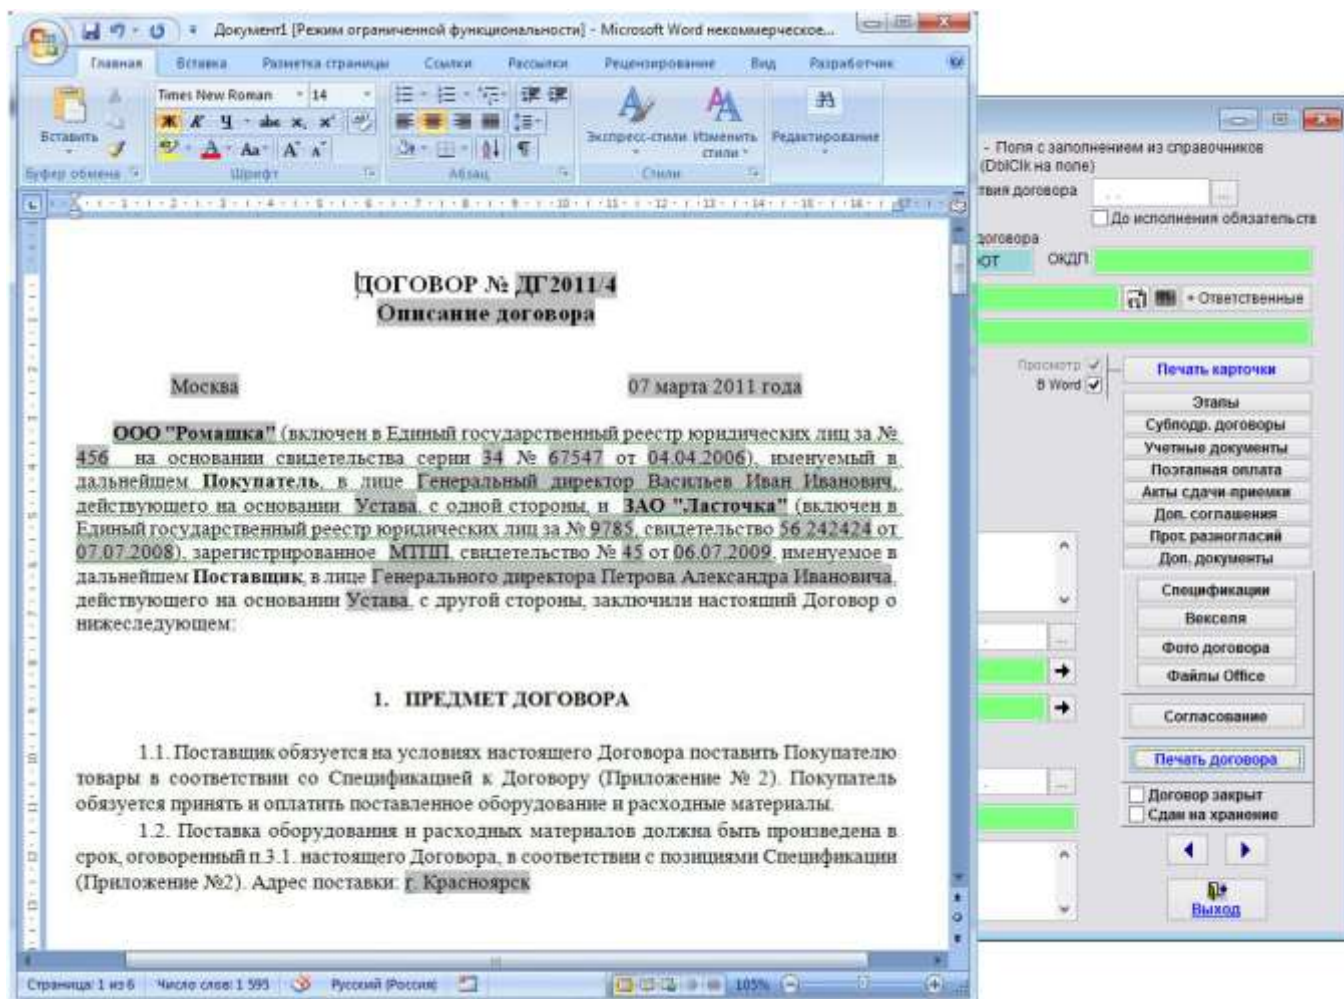 Документ1 [Режим ограниченной функциональности] - Microsoft Word некоммерческое...
Главная Вставка Разметка страницы Ссылки Рассылки Рецензирование Вид Разработчик
Times New Roman 14
Вставить
Экспресс-стили Изменить стили Редактирование
Буфер обмена Шрифт Абзац Стили
ДОГОВОР № ДГ2011/4
Описание договора
Москва 07 марта 2011 года
ООО "Ромашка" (включен в Единый государственный реестр юридических лиц за №
456 на основании свидетельства серии 34 № 67547 от 04.04.2006), именуемый в
дальнейшем Покупатель, в лице Генеральный директор Васильев Иван Иванович,
действующего на основании Устава, с одной стороны, и ЗАО "Ласточка" (включен в
Единый государственный реестр юридических лиц за № 9785, свидетельство 56 242424 от
07.07.2008), зарегистрированное МТПП, свидетельство № 45 от 06.07.2009, именуемое в
дальнейшем Поставщик, в лице Генерального директора Петрова Александра Ивановича,
действующего на основании Устава, с другой стороны, заключили настоящий Договор о
нижеследующем:
1. ПРЕДМЕТ ДОГОВОРА
1.1. Поставщик обязуется на условиях настоящего Договора поставить Покупателю
товары в соответствии со Спецификацией к Договору (Приложение № 2). Покупатель
обязуется принять и оплатить поставленное оборудование и расходные материалы.
1.2. Поставка оборудования и расходных материалов должна быть произведена в
срок, оговоренный п.3.1. настоящего Договора, в соответствии с позициями Спецификации
(Приложение №2). Адрес поставки: г. Красноярск
Страница: 1 из 6 Число слов: 1 595 Русский (Россия) 105%
- Поля с заполнением из справочников
(DblClk на поле)
твия договора
До исполнения обязательств
договора
ОКДП
+ Ответственные
Просмотр
В Word
Печать карточки
Этапы
Субподр. договоры
Учетные документы
Поэтапная оплата
Акты сдачи-приемки
Доп. соглашения
Прот. разногласий
Доп. документы
Спецификации
Векселя
Фото договора
Файлы Office
Согласование
Печать договора
Договор закрыт
Сдан на хранение
Выход